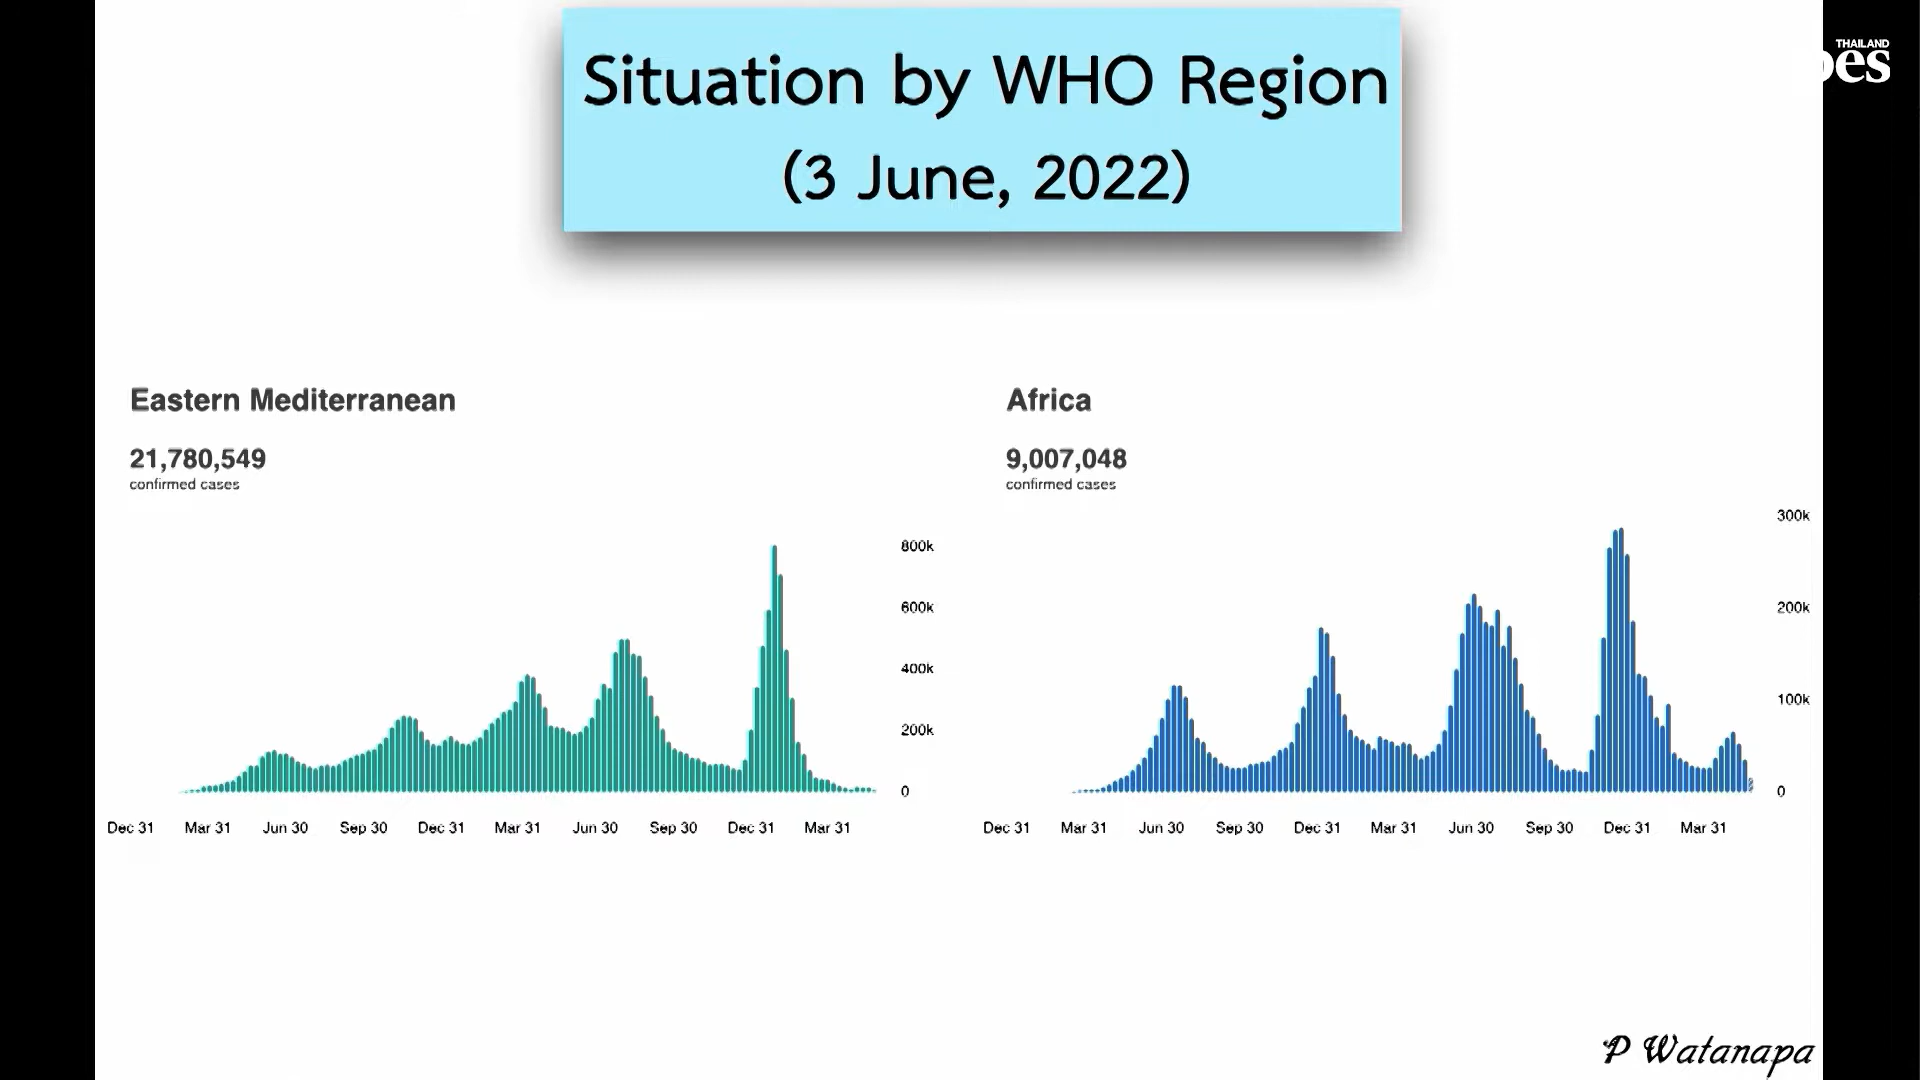 THAILAND
Situation by WHO Region
(3 June, 2022)
Eastern Mediterranean
21,780,549
confirmed cases
800k
600k
400k
200k
0
Dec 31 Mar 31 Jun 30 Sep 30 Dec 31 Mar 31 Jun 30 Sep 30 Dec 31 Mar 31
Africa
9,007,048
confirmed cases
300k
200k
100k
0
Dec 31 Mar 31 Jun 30 Sep 30 Dec 31 Mar 31 Jun 30 Sep 30 Dec 31 Mar 31
P Watanapa